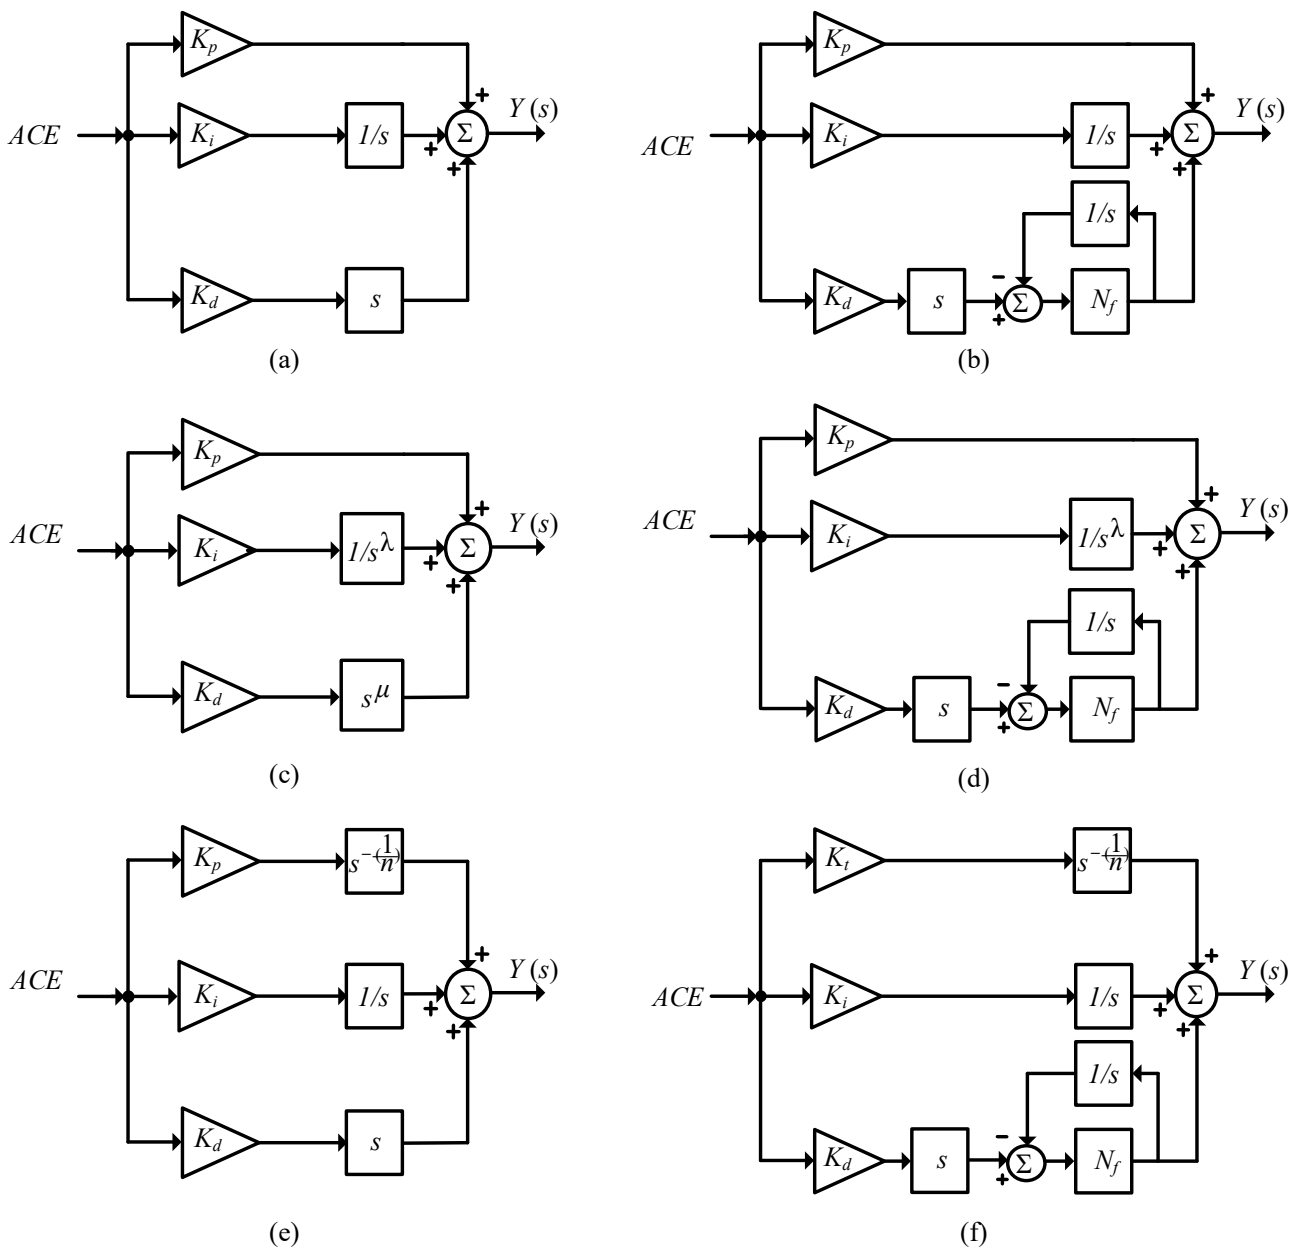 K_p
ACE
K_i
1/s
+
+
+
Σ
Y (s)
K_d
s
(a)
K_p
ACE
K_i
1/s
+
+
+
Σ
Y (s)
1/s
K_d
s
−
+
Σ
N_f
(b)
K_p
ACE
K_i
1/s^λ
+
+
+
Σ
Y (s)
K_d
s^μ
(c)
K_p
ACE
K_i
1/s^λ
+
+
+
Σ
Y (s)
1/s
K_d
s
−
+
Σ
N_f
(d)
K_p
s^-(1/n)
ACE
K_i
1/s
+
+
+
Σ
Y (s)
K_d
s
(e)
K_t
s^-(1/n)
ACE
K_i
1/s
+
+
+
Σ
Y (s)
1/s
K_d
s
−
+
Σ
N_f
(f)